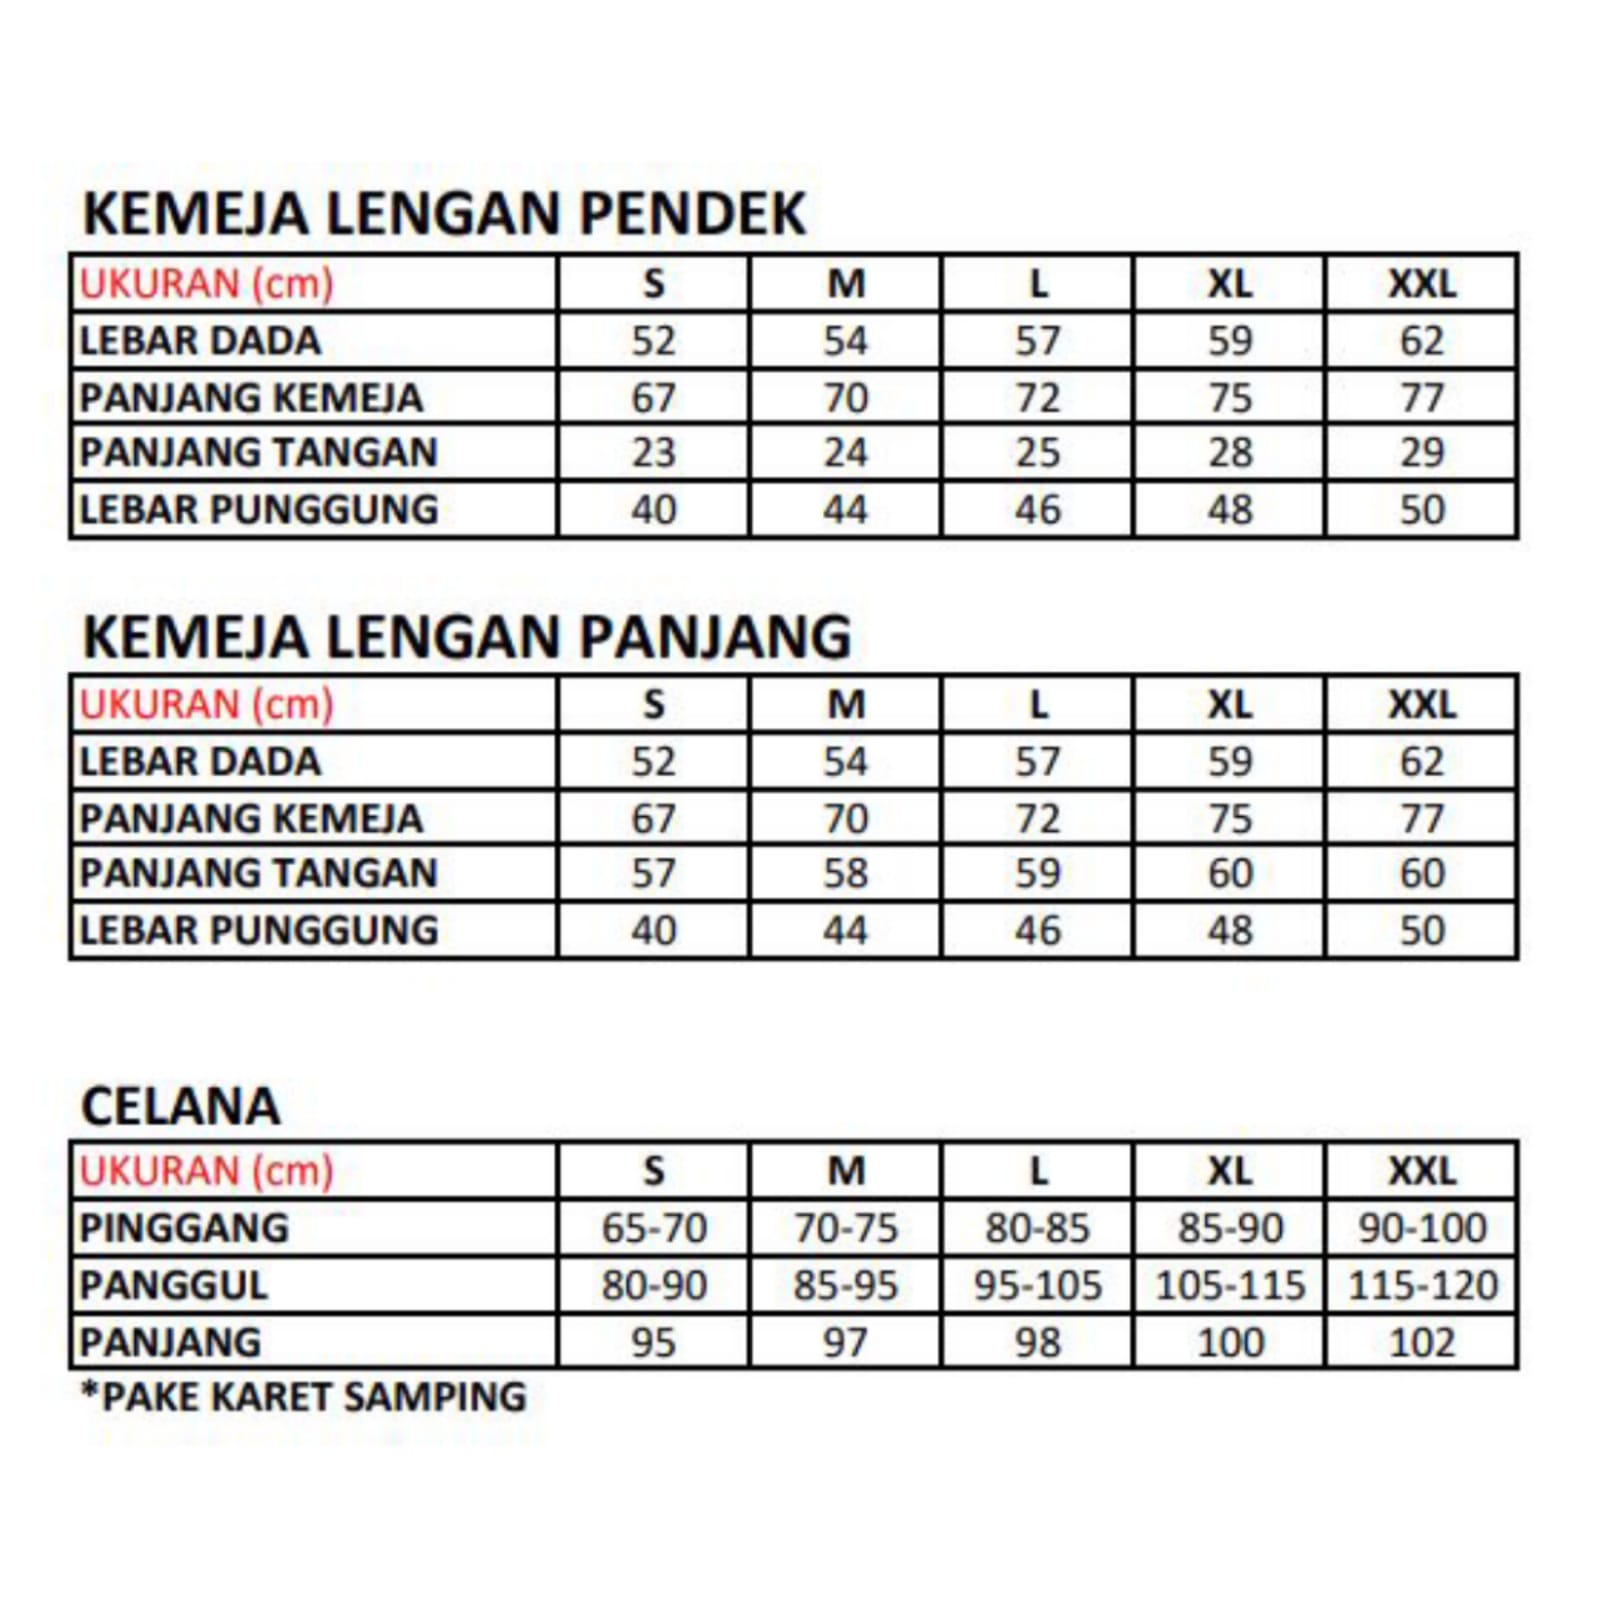 KEMEJA LENGAN PENDEK
UKURAN (cm) S M L XL XXL
LEBAR DADA 52 54 57 59 62
PANJANG KEMEJA 67 70 72 75 77
PANJANG TANGAN 23 24 25 28 29
LEBAR PUNGGUNG 40 44 46 48 50
KEMEJA LENGAN PANJANG
UKURAN (cm) S M L XL XXL
LEBAR DADA 52 54 57 59 62
PANJANG KEMEJA 67 70 72 75 77
PANJANG TANGAN 57 58 59 60 60
LEBAR PUNGGUNG 40 44 46 48 50
CELANA
UKURAN (cm) S M L XL XXL
PINGGANG 65-70 70-75 80-85 85-90 90-100
PANGGUL 80-90 85-95 95-105 105-115 115-120
PANJANG 95 97 98 100 102
*PAKE KARET SAMPING